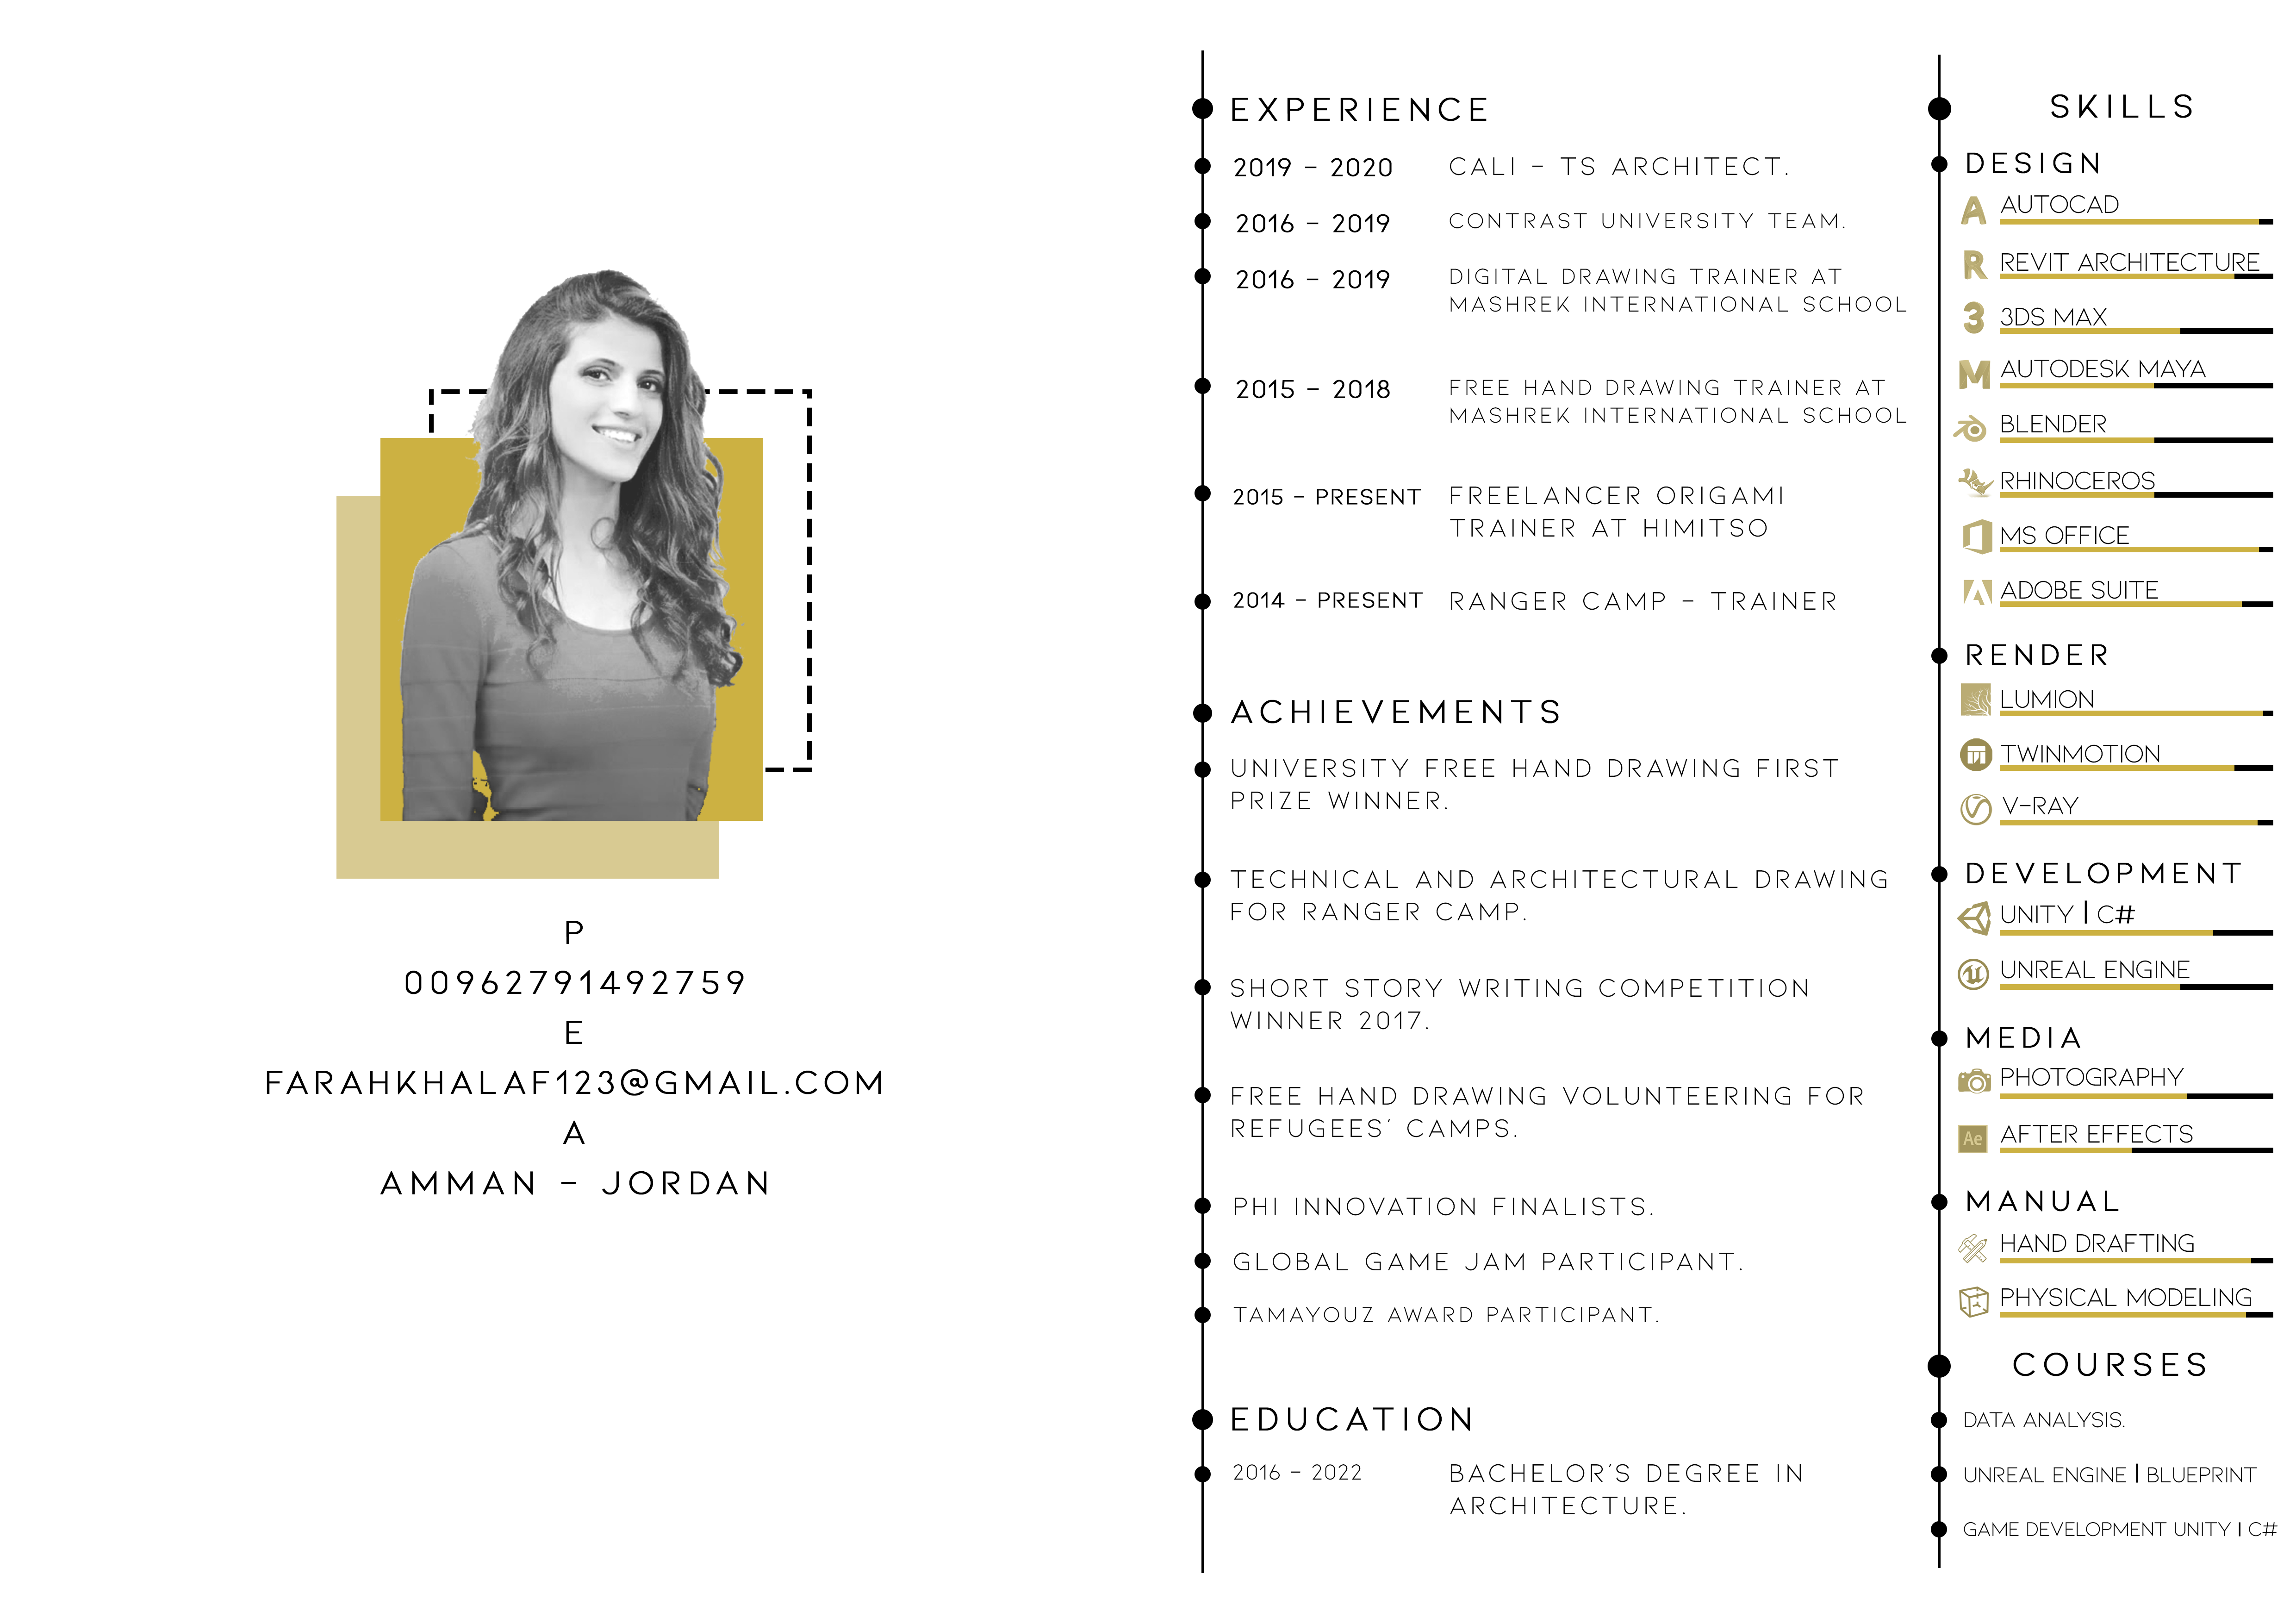 P
00962791492759
E
FARAHKHALAF123@GMAIL.COM
A
AMMAN - JORDAN
EXPERIENCE
2019 - 2020 CALI - TS ARCHITECT.
2016 - 2019 CONTRAST UNIVERSITY TEAM.
2016 - 2019 DIGITAL DRAWING TRAINER AT
MASHREK INTERNATIONAL SCHOOL
2015 - 2018 FREE HAND DRAWING TRAINER AT
MASHREK INTERNATIONAL SCHOOL
2015 - PRESENT FREELANCER ORIGAMI
TRAINER AT HIMITSO
2014 - PRESENT RANGER CAMP - TRAINER
ACHIEVEMENTS
UNIVERSITY FREE HAND DRAWING FIRST
PRIZE WINNER.
TECHNICAL AND ARCHITECTURAL DRAWING
FOR RANGER CAMP.
SHORT STORY WRITING COMPETITION
WINNER 2017.
FREE HAND DRAWING VOLUNTEERING FOR
REFUGEES' CAMPS.
PHI INNOVATION FINALISTS.
GLOBAL GAME JAM PARTICIPANT.
TAMAYOUZ AWARD PARTICIPANT.
EDUCATION
2016 - 2022 BACHELOR'S DEGREE IN
ARCHITECTURE.
SKILLS
DESIGN
A AUTOCAD
R REVIT ARCHITECTURE
3 3DS MAX
M AUTODESK MAYA
BLENDER
RHINOCEROS
MS OFFICE
ADOBE SUITE
RENDER
LUMION
TWINMOTION
V-RAY
DEVELOPMENT
UNITY | C#
UNREAL ENGINE
MEDIA
PHOTOGRAPHY
Ae AFTER EFFECTS
MANUAL
HAND DRAFTING
PHYSICAL MODELING
COURSES
DATA ANALYSIS.
UNREAL ENGINE | BLUEPRINT
GAME DEVELOPMENT UNITY | C#